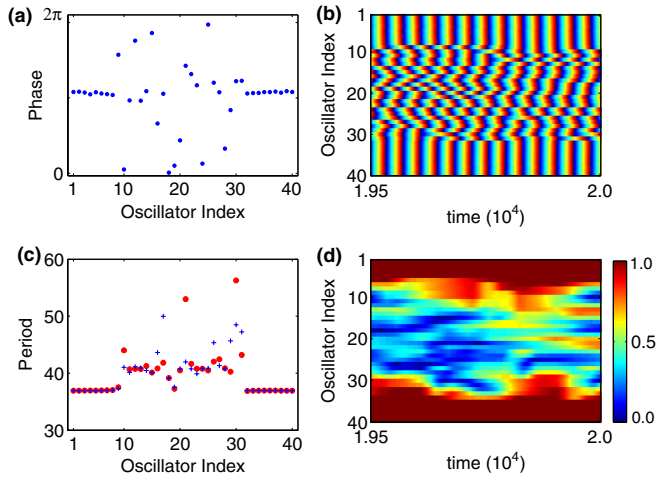 (a)
2π
π
0
Phase
1 10 20 30 40
Oscillator Index
(b)
1
10
20
30
40
Oscillator Index
1.95 2.0
time (10⁴)
(c)
60
50
40
30
Period
1 10 20 30 40
Oscillator Index
(d)
1
10
20
30
40
Oscillator Index
1.95 2.0
time (10⁴)
1.0
0.5
0.0